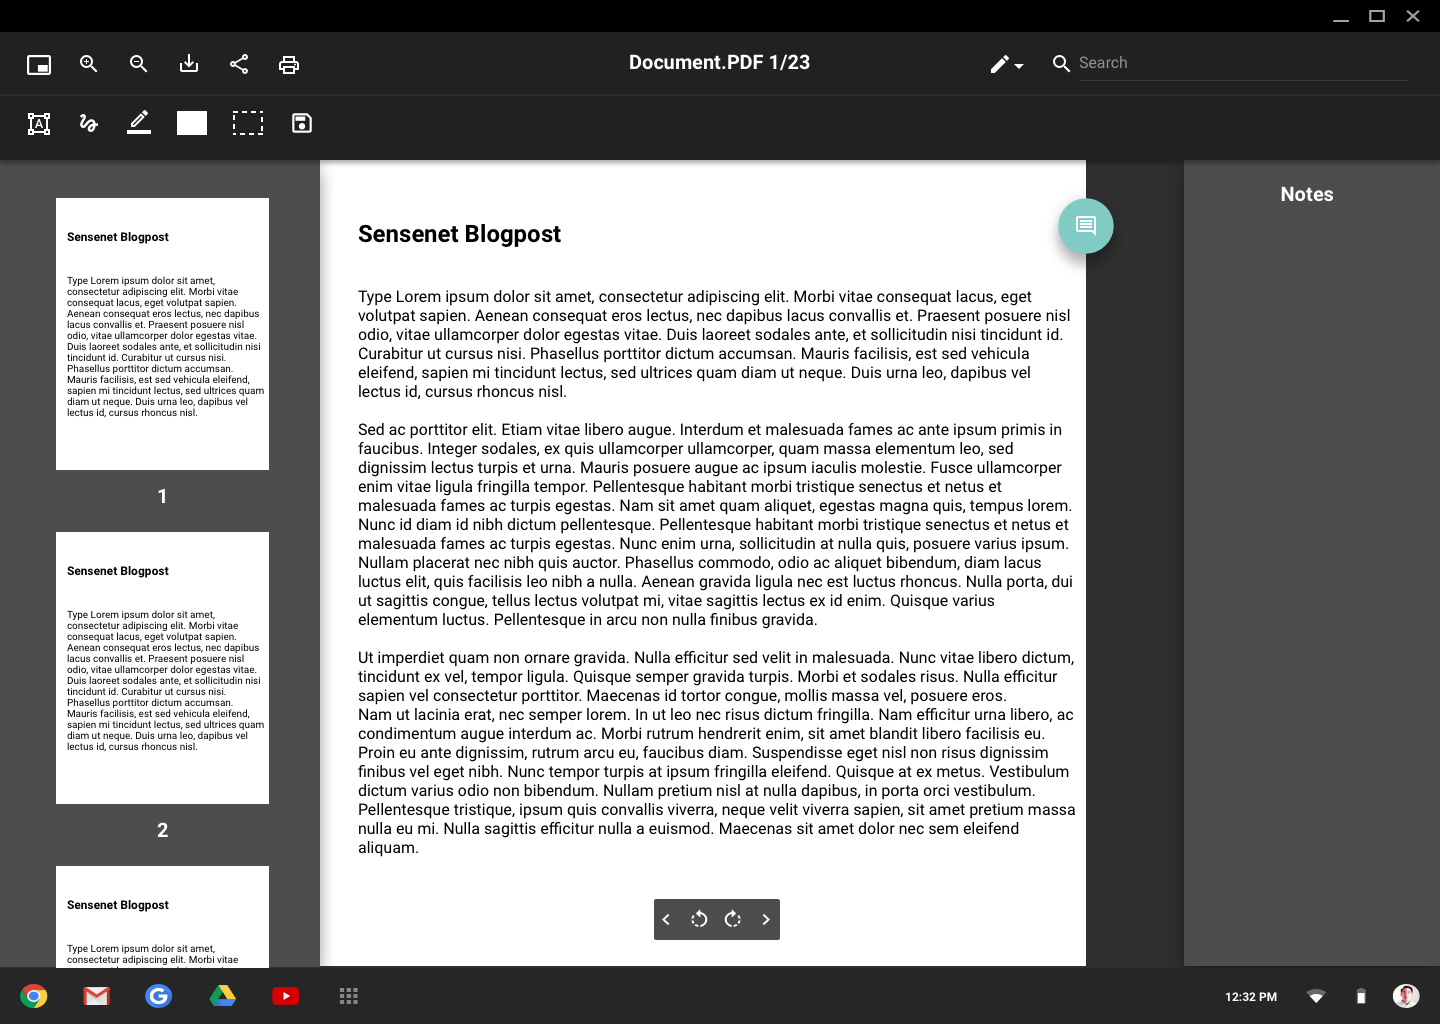 Document.PDF 1/23
Search
A
Notes
Sensenet Blogpost
Type Lorem ipsum dolor sit amet,
consectetur adipiscing elit. Morbi vitae
consequat lacus, eget volutpat sapien.
Aenean consequat eros lectus, nec dapibus
lacus convallis et. Praesent posuere nisl
odio, vitae ullamcorper dolor egestas vitae.
Duis laoreet sodales ante, et sollicitudin nisi
tincidunt id. Curabitur ut cursus nisi.
Phasellus porttitor dictum accumsan.
Mauris facilisis, est sed vehicula eleifend,
sapien mi tincidunt lectus, sed ultrices quam
diam ut neque. Duis urna leo, dapibus vel
lectus id, cursus rhoncus nisl.
1
Sensenet Blogpost
Type Lorem ipsum dolor sit amet,
consectetur adipiscing elit. Morbi vitae
consequat lacus, eget volutpat sapien.
Aenean consequat eros lectus, nec dapibus
lacus convallis et. Praesent posuere nisl
odio, vitae ullamcorper dolor egestas vitae.
Duis laoreet sodales ante, et sollicitudin nisi
tincidunt id. Curabitur ut cursus nisi.
Phasellus porttitor dictum accumsan.
Mauris facilisis, est sed vehicula eleifend,
sapien mi tincidunt lectus, sed ultrices quam
diam ut neque. Duis urna leo, dapibus vel
lectus id, cursus rhoncus nisl.
2
Sensenet Blogpost
Type Lorem ipsum dolor sit amet,
consectetur adipiscing elit. Morbi vitae
Sensenet Blogpost
Type Lorem ipsum dolor sit amet, consectetur adipiscing elit. Morbi vitae consequat lacus, eget
volutpat sapien. Aenean consequat eros lectus, nec dapibus lacus convallis et. Praesent posuere nisl
odio, vitae ullamcorper dolor egestas vitae. Duis laoreet sodales ante, et sollicitudin nisi tincidunt id.
Curabitur ut cursus nisi. Phasellus porttitor dictum accumsan. Mauris facilisis, est sed vehicula
eleifend, sapien mi tincidunt lectus, sed ultrices quam diam ut neque. Duis urna leo, dapibus vel
lectus id, cursus rhoncus nisl.
Sed ac porttitor elit. Etiam vitae libero augue. Interdum et malesuada fames ac ante ipsum primis in
faucibus. Integer sodales, ex quis ullamcorper ullamcorper, quam massa elementum leo, sed
dignissim lectus turpis et urna. Mauris posuere augue ac ipsum iaculis molestie. Fusce ullamcorper
enim vitae ligula fringilla tempor. Pellentesque habitant morbi tristique senectus et netus et
malesuada fames ac turpis egestas. Nam sit amet quam aliquet, egestas magna quis, tempus lorem.
Nunc id diam id nibh dictum pellentesque. Pellentesque habitant morbi tristique senectus et netus et
malesuada fames ac turpis egestas. Nunc enim urna, sollicitudin at nulla quis, posuere varius ipsum.
Nullam placerat nec nibh quis auctor. Phasellus commodo, odio ac aliquet bibendum, diam lacus
luctus elit, quis facilisis leo nibh a nulla. Aenean gravida ligula nec est luctus rhoncus. Nulla porta, dui
ut sagittis congue, tellus lectus volutpat mi, vitae sagittis lectus ex id enim. Quisque varius
elementum luctus. Pellentesque in arcu non nulla finibus gravida.
Ut imperdiet quam non ornare gravida. Nulla efficitur sed velit in malesuada. Nunc vitae libero dictum,
tincidunt ex vel, tempor ligula. Quisque semper gravida turpis. Morbi et sodales risus. Nulla efficitur
sapien vel consectetur porttitor. Maecenas id tortor congue, mollis massa vel, posuere eros.
Nam ut lacinia erat, nec semper lorem. In ut leo nec risus dictum fringilla. Nam efficitur urna libero, ac
condimentum augue interdum ac. Morbi rutrum hendrerit enim, sit amet blandit libero facilisis eu.
Proin eu ante dignissim, rutrum arcu eu, faucibus diam. Suspendisse eget nisl non risus dignissim
finibus vel eget nibh. Nunc tempor turpis at ipsum fringilla eleifend. Quisque at ex metus. Vestibulum
dictum varius odio non bibendum. Nullam pretium nisl at nulla dapibus, in porta orci vestibulum.
Pellentesque tristique, ipsum quis convallis viverra, neque velit viverra sapien, sit amet pretium massa
nulla eu mi. Nulla sagittis efficitur nulla a euismod. Maecenas sit amet dolor nec sem eleifend
aliquam.
12:32 PM